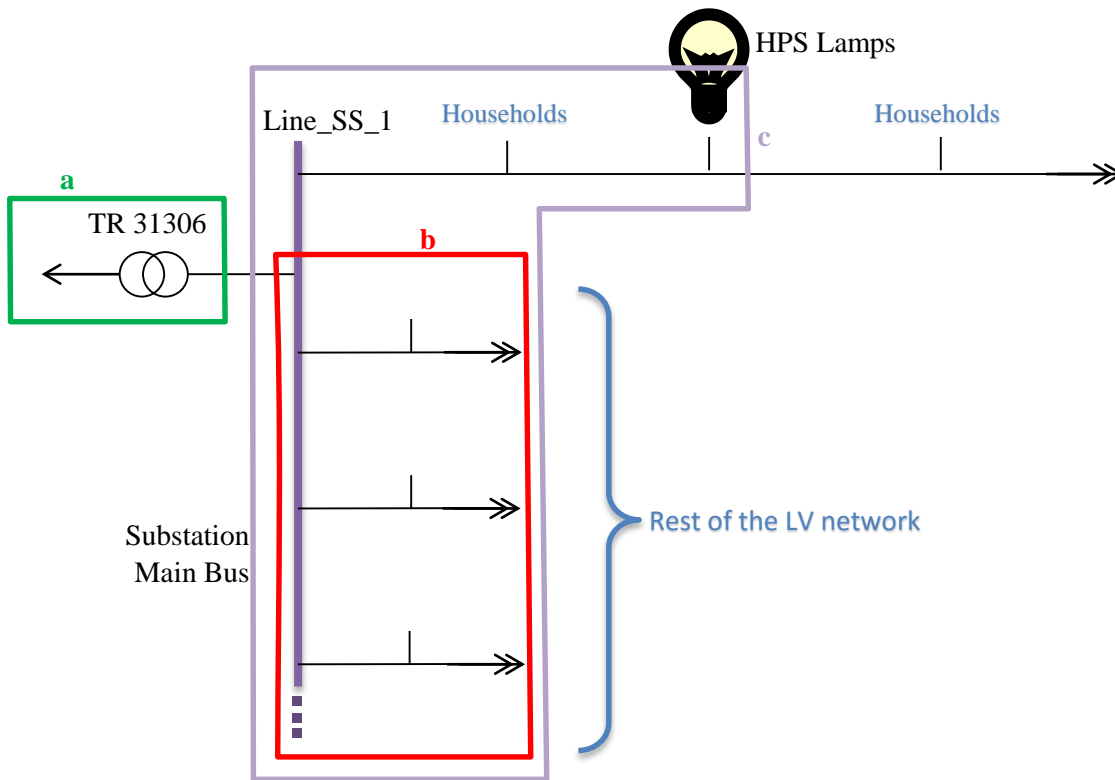 HPS Lamps
Line_SS_1
Households
Households
c
a
TR 31306
b
Rest of the LV network
Substation
Main Bus